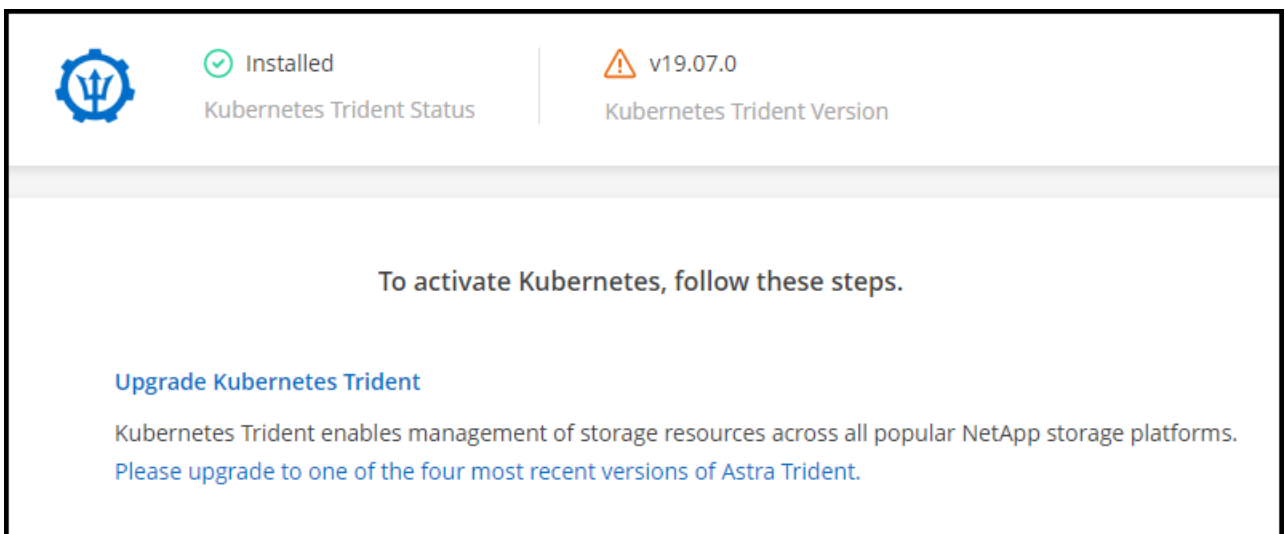 Installed
v19.07.0
Kubernetes Trident Status
Kubernetes Trident Version
To activate Kubernetes, follow these steps.
Upgrade Kubernetes Trident
Kubernetes Trident enables management of storage resources across all popular NetApp storage platforms.
Please upgrade to one of the four most recent versions of Astra Trident.